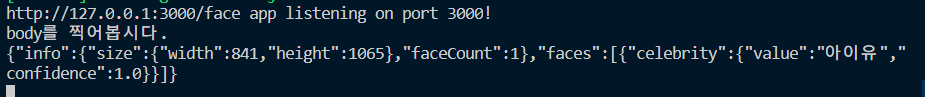 http://127.0.0.1:3000/face app listening on port 3000!
body를 찍어봅시다.
{"info":{"size":{"width":841,"height":1065},"faceCount":1},"faces":[{"celebrity":{"value":"아이유","
confidence":1.0}}]}